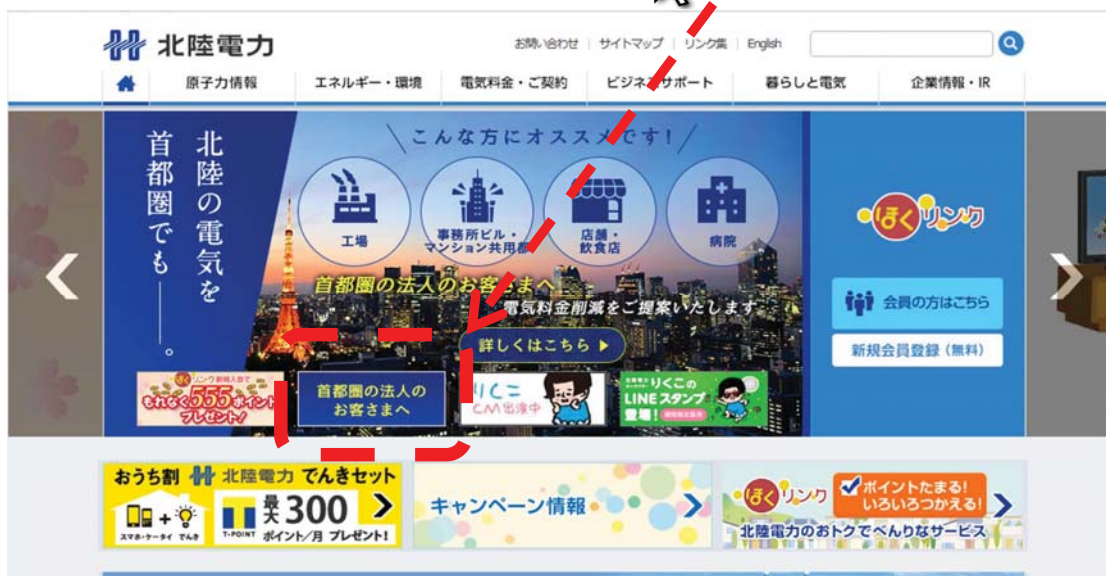 北陸電力
お問い合わせ | サイトマップ | リンク集 | English
原子力情報
エネルギー・環境
電気料金・ご契約
ビジネスサポート
暮らしと電気
企業情報・IR
北陸の電気を
首都圏でも――。
こんな方にオススメです!
工場
事務所ビル・
マンション共用部
店舗・
飲食店
病院
首都圏の法人のお客さまへ
電気料金削減をご提案いたします
詳しくはこちら
ほくリンク
会員の方はこちら
新規会員登録(無料)
ほくリンク新規入会で
もれなく555ポイント
プレゼント!
首都圏の法人の
お客さまへ
りくこ
CM出演中
りくこの
LINEスタンプ
登場!
おうち割 北陸電力 でんきセット
スマホ・ケータイ でんき
T-POINT
最大300
ポイント/月 プレゼント!
キャンペーン情報
ほくリンク
ポイントたまる!
いろいろつかえる!
北陸電力のおトクでべんりなサービス